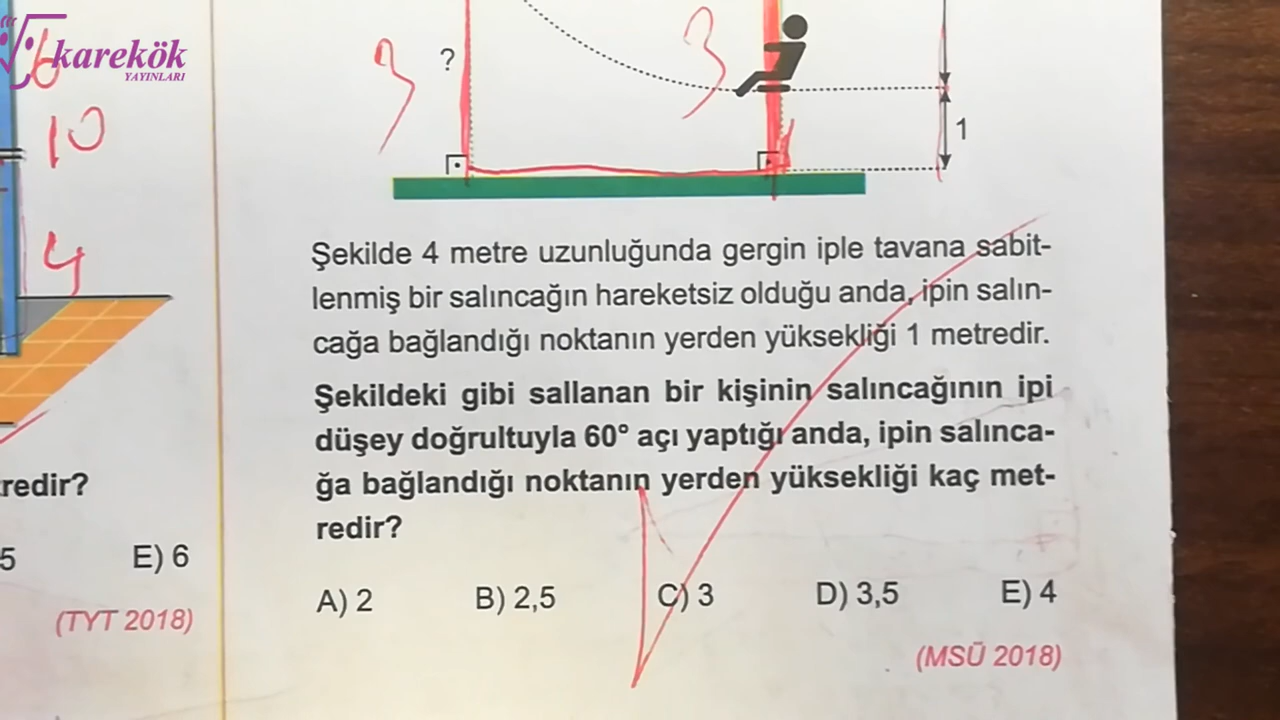 karekök
YAYINLARI
6
10
4
3
?
3
1
Şekilde 4 metre uzunluğunda gergin iple tavana sabit-
lenmiş bir salıncağın hareketsiz olduğu anda, ipin salın-
cağa bağlandığı noktanın yerden yüksekliği 1 metredir.
Şekildeki gibi sallanan bir kişinin salıncağının ipi
düşey doğrultuyla 60° açı yaptığı anda, ipin salınca-
ğa bağlandığı noktanın yerden yüksekliği kaç met-
redir?
A) 2 B) 2,5 C) 3 D) 3,5 E) 4
(MSÜ 2018)
redir?
5 E) 6
(TYT 2018)